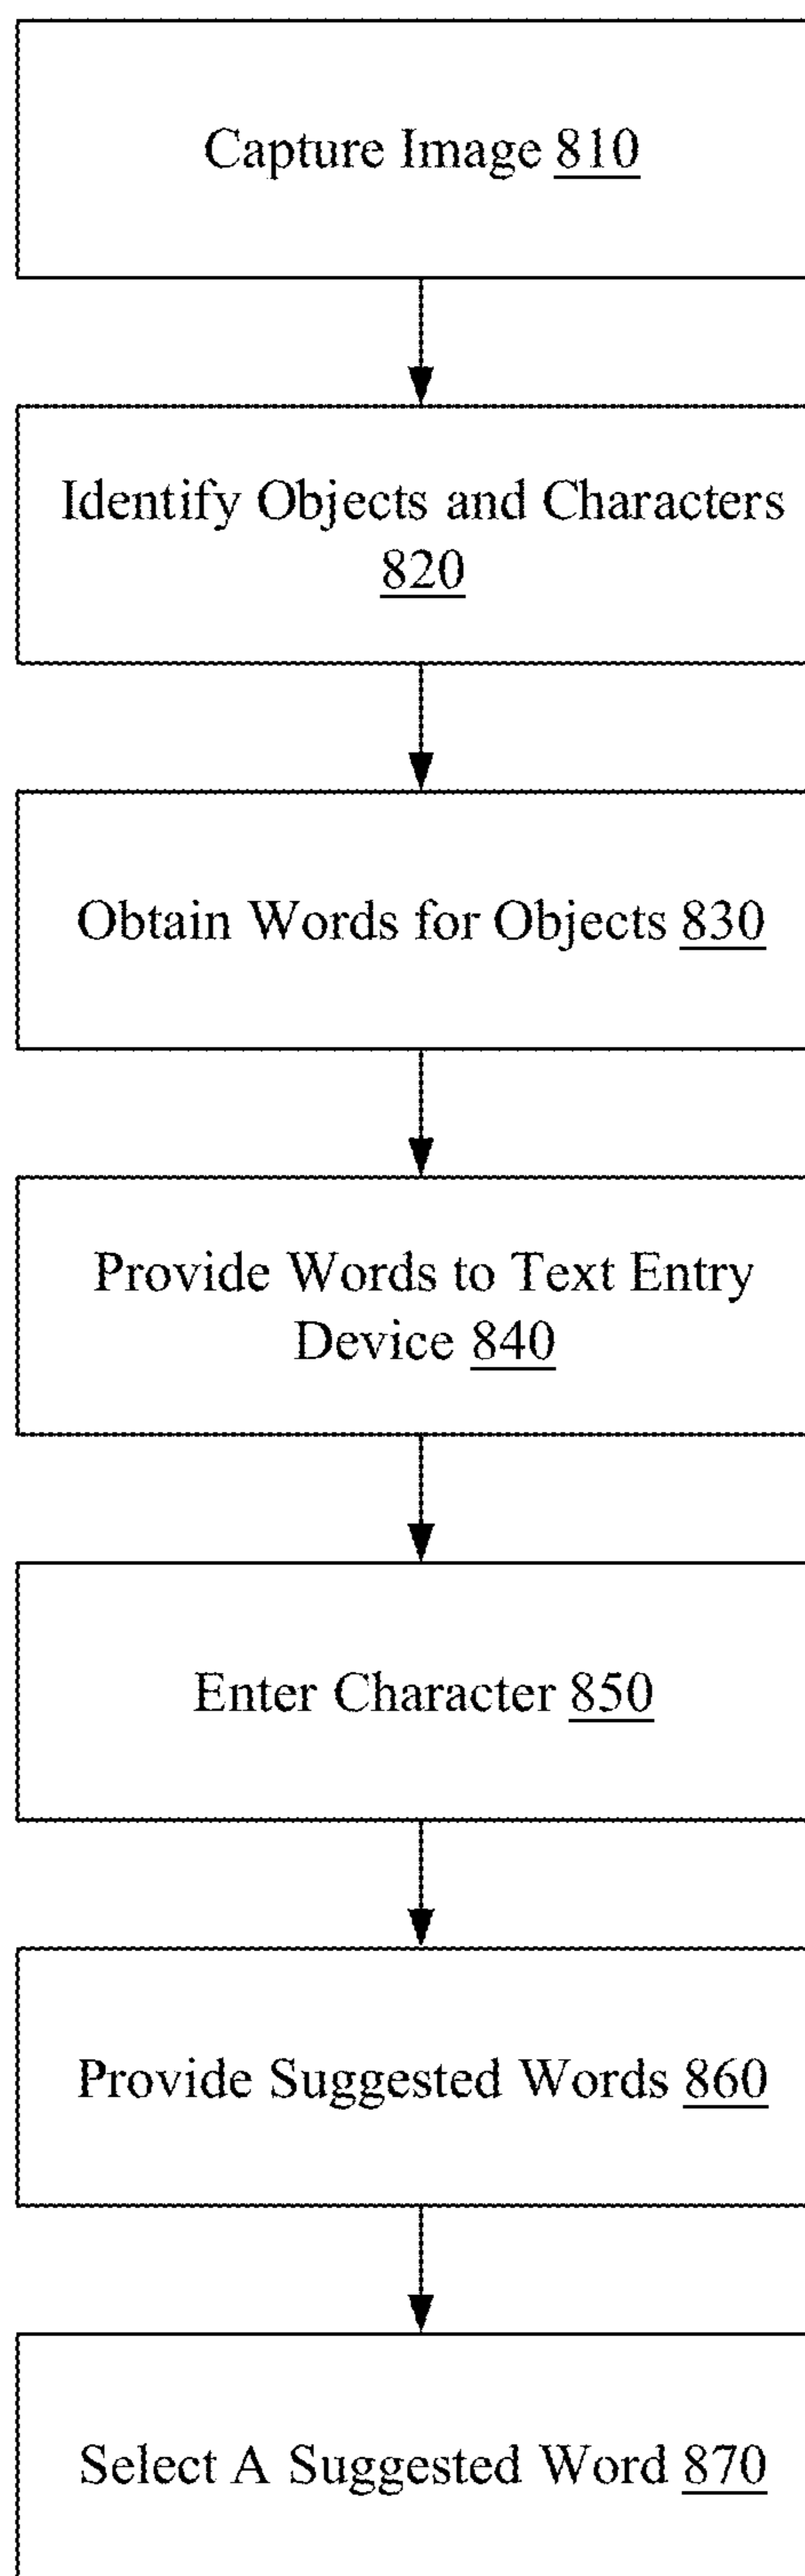 Capture Image 810
Identify Objects and Characters
820
Obtain Words for Objects 830
Provide Words to Text Entry
Device 840
Enter Character 850
Provide Suggested Words 860
Select A Suggested Word 870